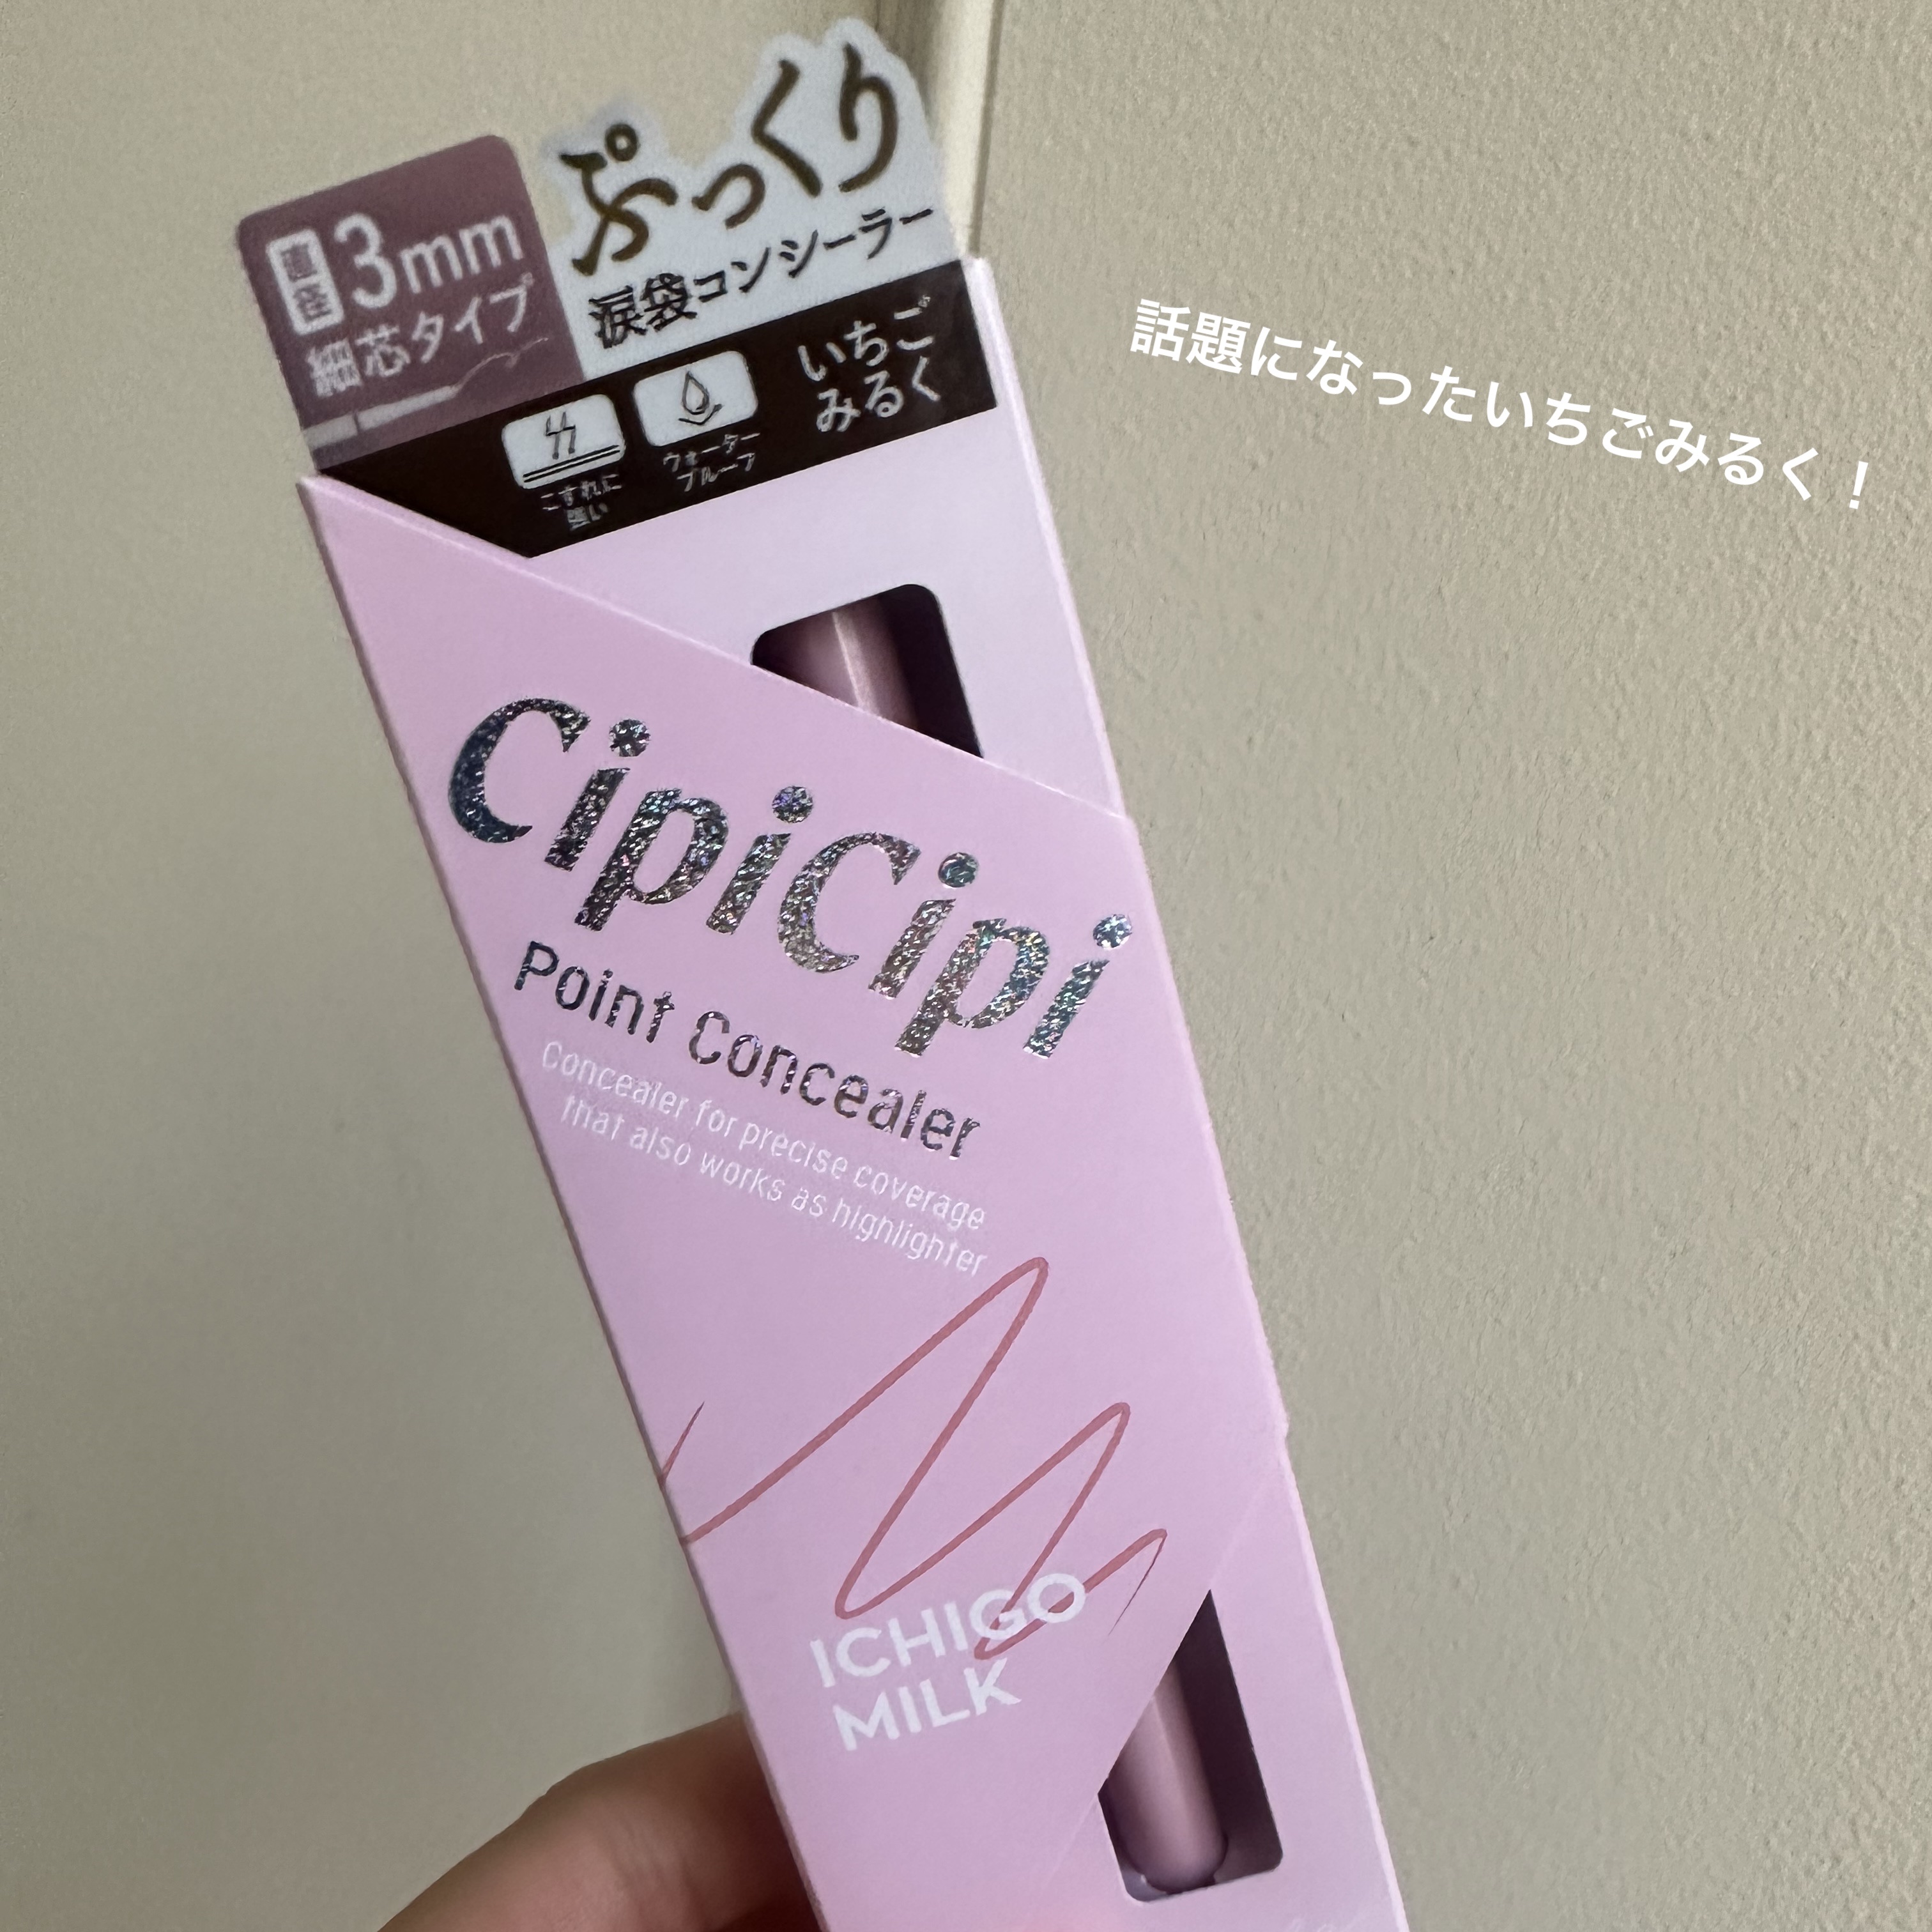 ぷっくり
涙袋コンシーラー
直径3mm
細芯タイプ
こすれに
強い
ウォーター
プルーフ
いちご
みるく
話題になったいちごみるく！
CipiCipi
Point Concealer
Concealer for precise coverage
that also works as highlighter
ICHIGO
MILK